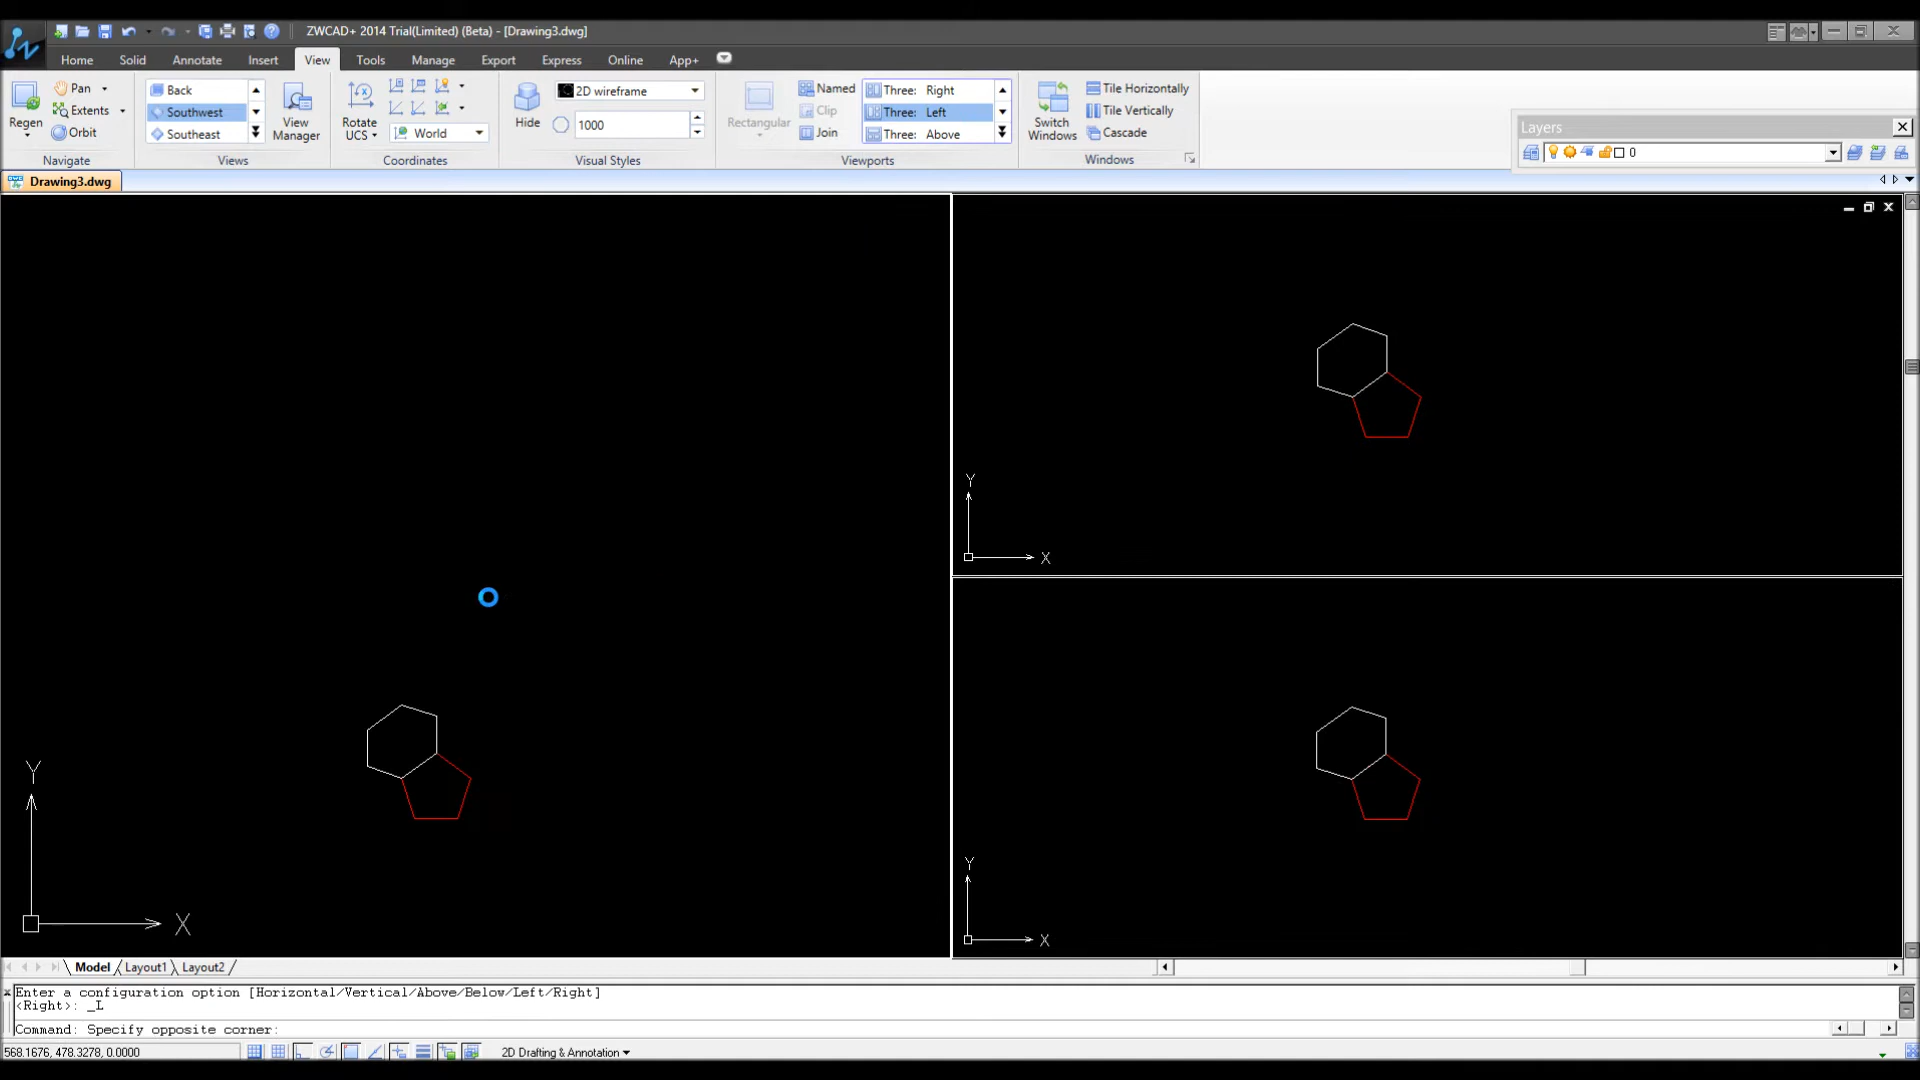 ZWCAD+ 2014 Trial(Limited) (Beta) - [Drawing3.dwg]
Home Solid Annotate Insert View Tools Manage Export Express Online App+
Regen
Pan
Extents
Orbit
Navigate
Back
Southwest
Southeast
View Manager
Views
Rotate UCS
World
Coordinates
Hide
2D wireframe
1000
Visual Styles
Rectangular
Named
Clip
Join
Three: Right
Three: Left
Three: Above
Viewports
Switch Windows
Tile Horizontally
Tile Vertically
Cascade
Windows
Layers
0
Drawing3.dwg
Y
X
Y
X
Y
X
Model Layout1 Layout2
Enter a configuration option [Horizontal/Vertical/Above/Below/Left/Right]
<Right>: _L
Command: Specify opposite corner:
568.1676, 478.3278, 0.0000
2D Drafting & Annotation